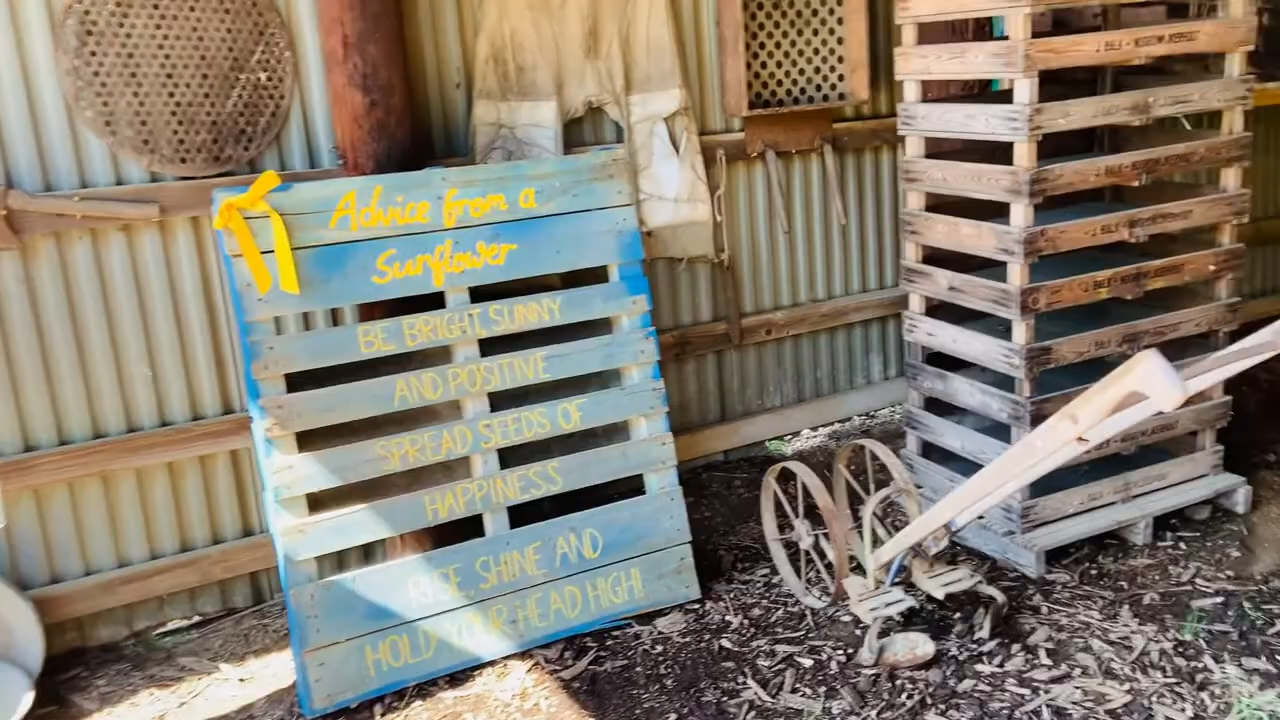 Advice from a
Sunflower
BE BRIGHT, SUNNY
AND POSITIVE
SPREAD SEEDS OF
HAPPINESS
RISE, SHINE AND
HOLD YOUR HEAD HIGH!